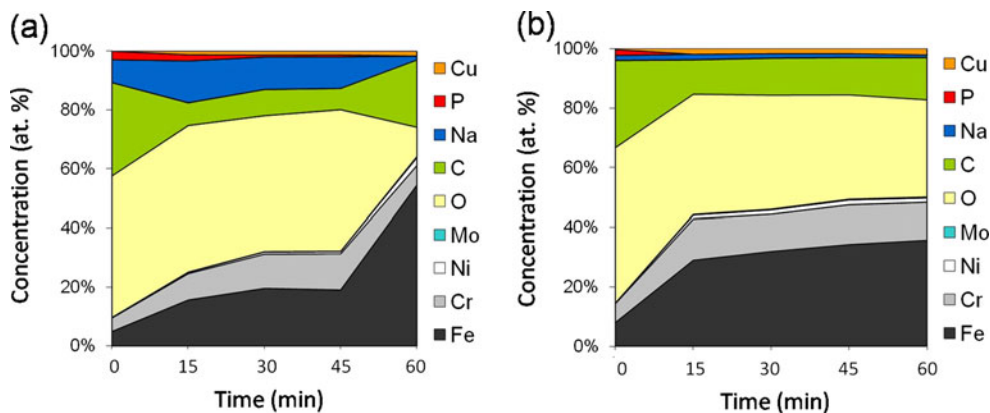 (a)
Concentration (at. %)
100%
80%
60%
40%
20%
0%
0 15 30 45 60
Time (min)
Cu
P
Na
C
O
Mo
Ni
Cr
Fe
(b)
Concentration (at. %)
100%
80%
60%
40%
20%
0%
0 15 30 45 60
Time (min)
Cu
P
Na
C
O
Mo
Ni
Cr
Fe